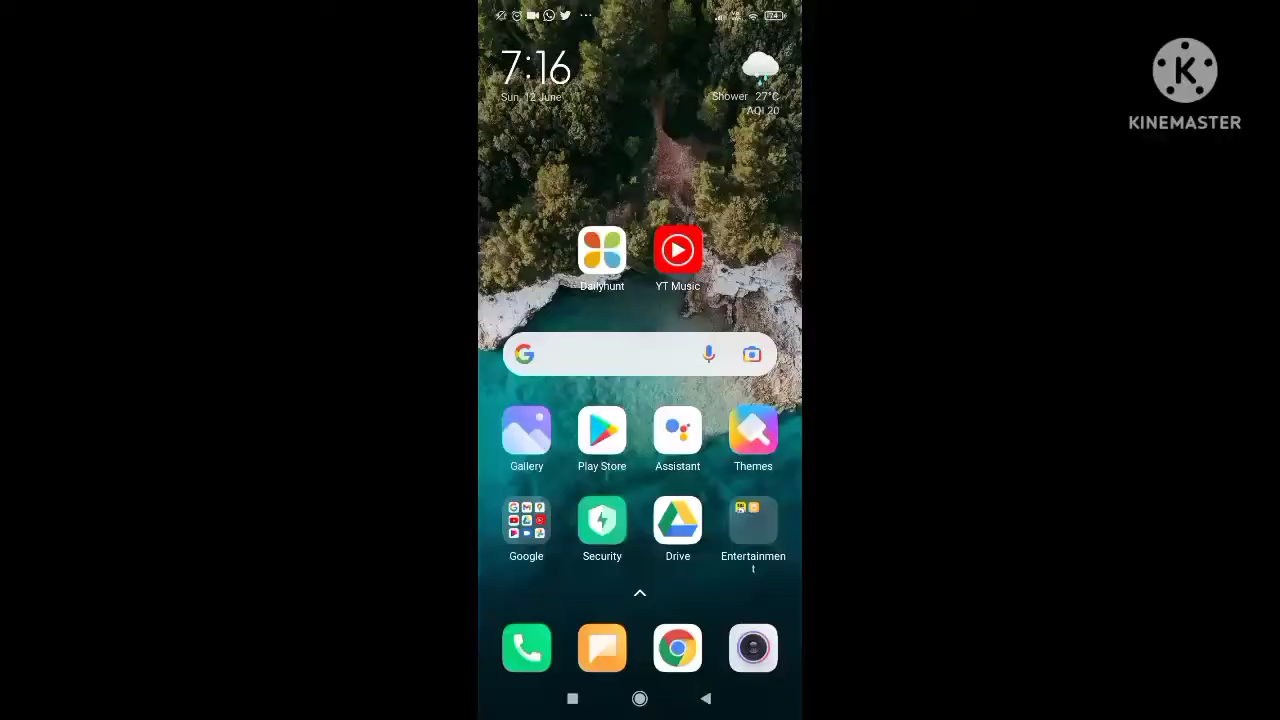 7:16
Sun, 12 June
Shower 27°C
AQI 20
KINEMASTER
Dailyhunt
YT Music
Gallery
Play Store
Assistant
Themes
Google
Security
Drive
Entertainmen
t